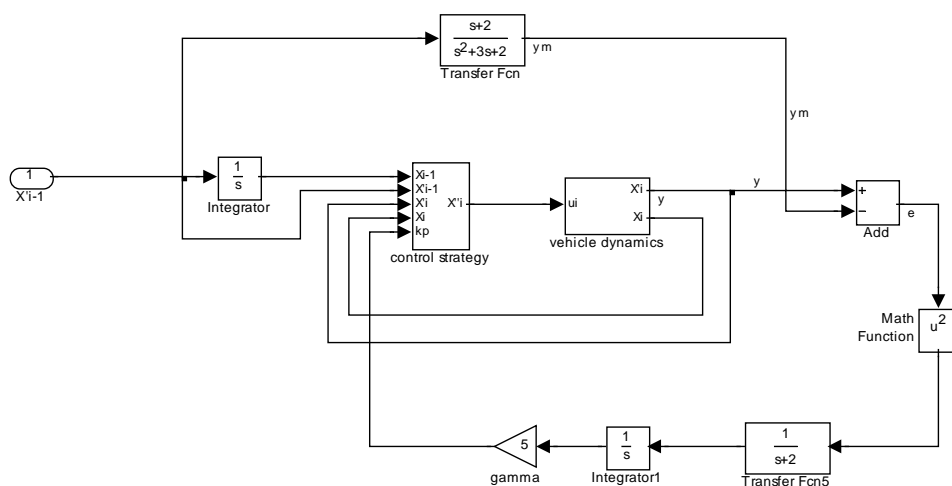 s+2
s2+3s+2
Transfer Fcn
ym
ym
1
X'i-1
1
s
Integrator
Xi-1
X'i-1
X'i
Xi
kp
X''i
control strategy
ui
X'i
Xi
y
vehicle dynamics
y
+
−
Add
e
Math
Function
u2
5
gamma
1
s
Integrator1
1
s+2
Transfer Fcn5